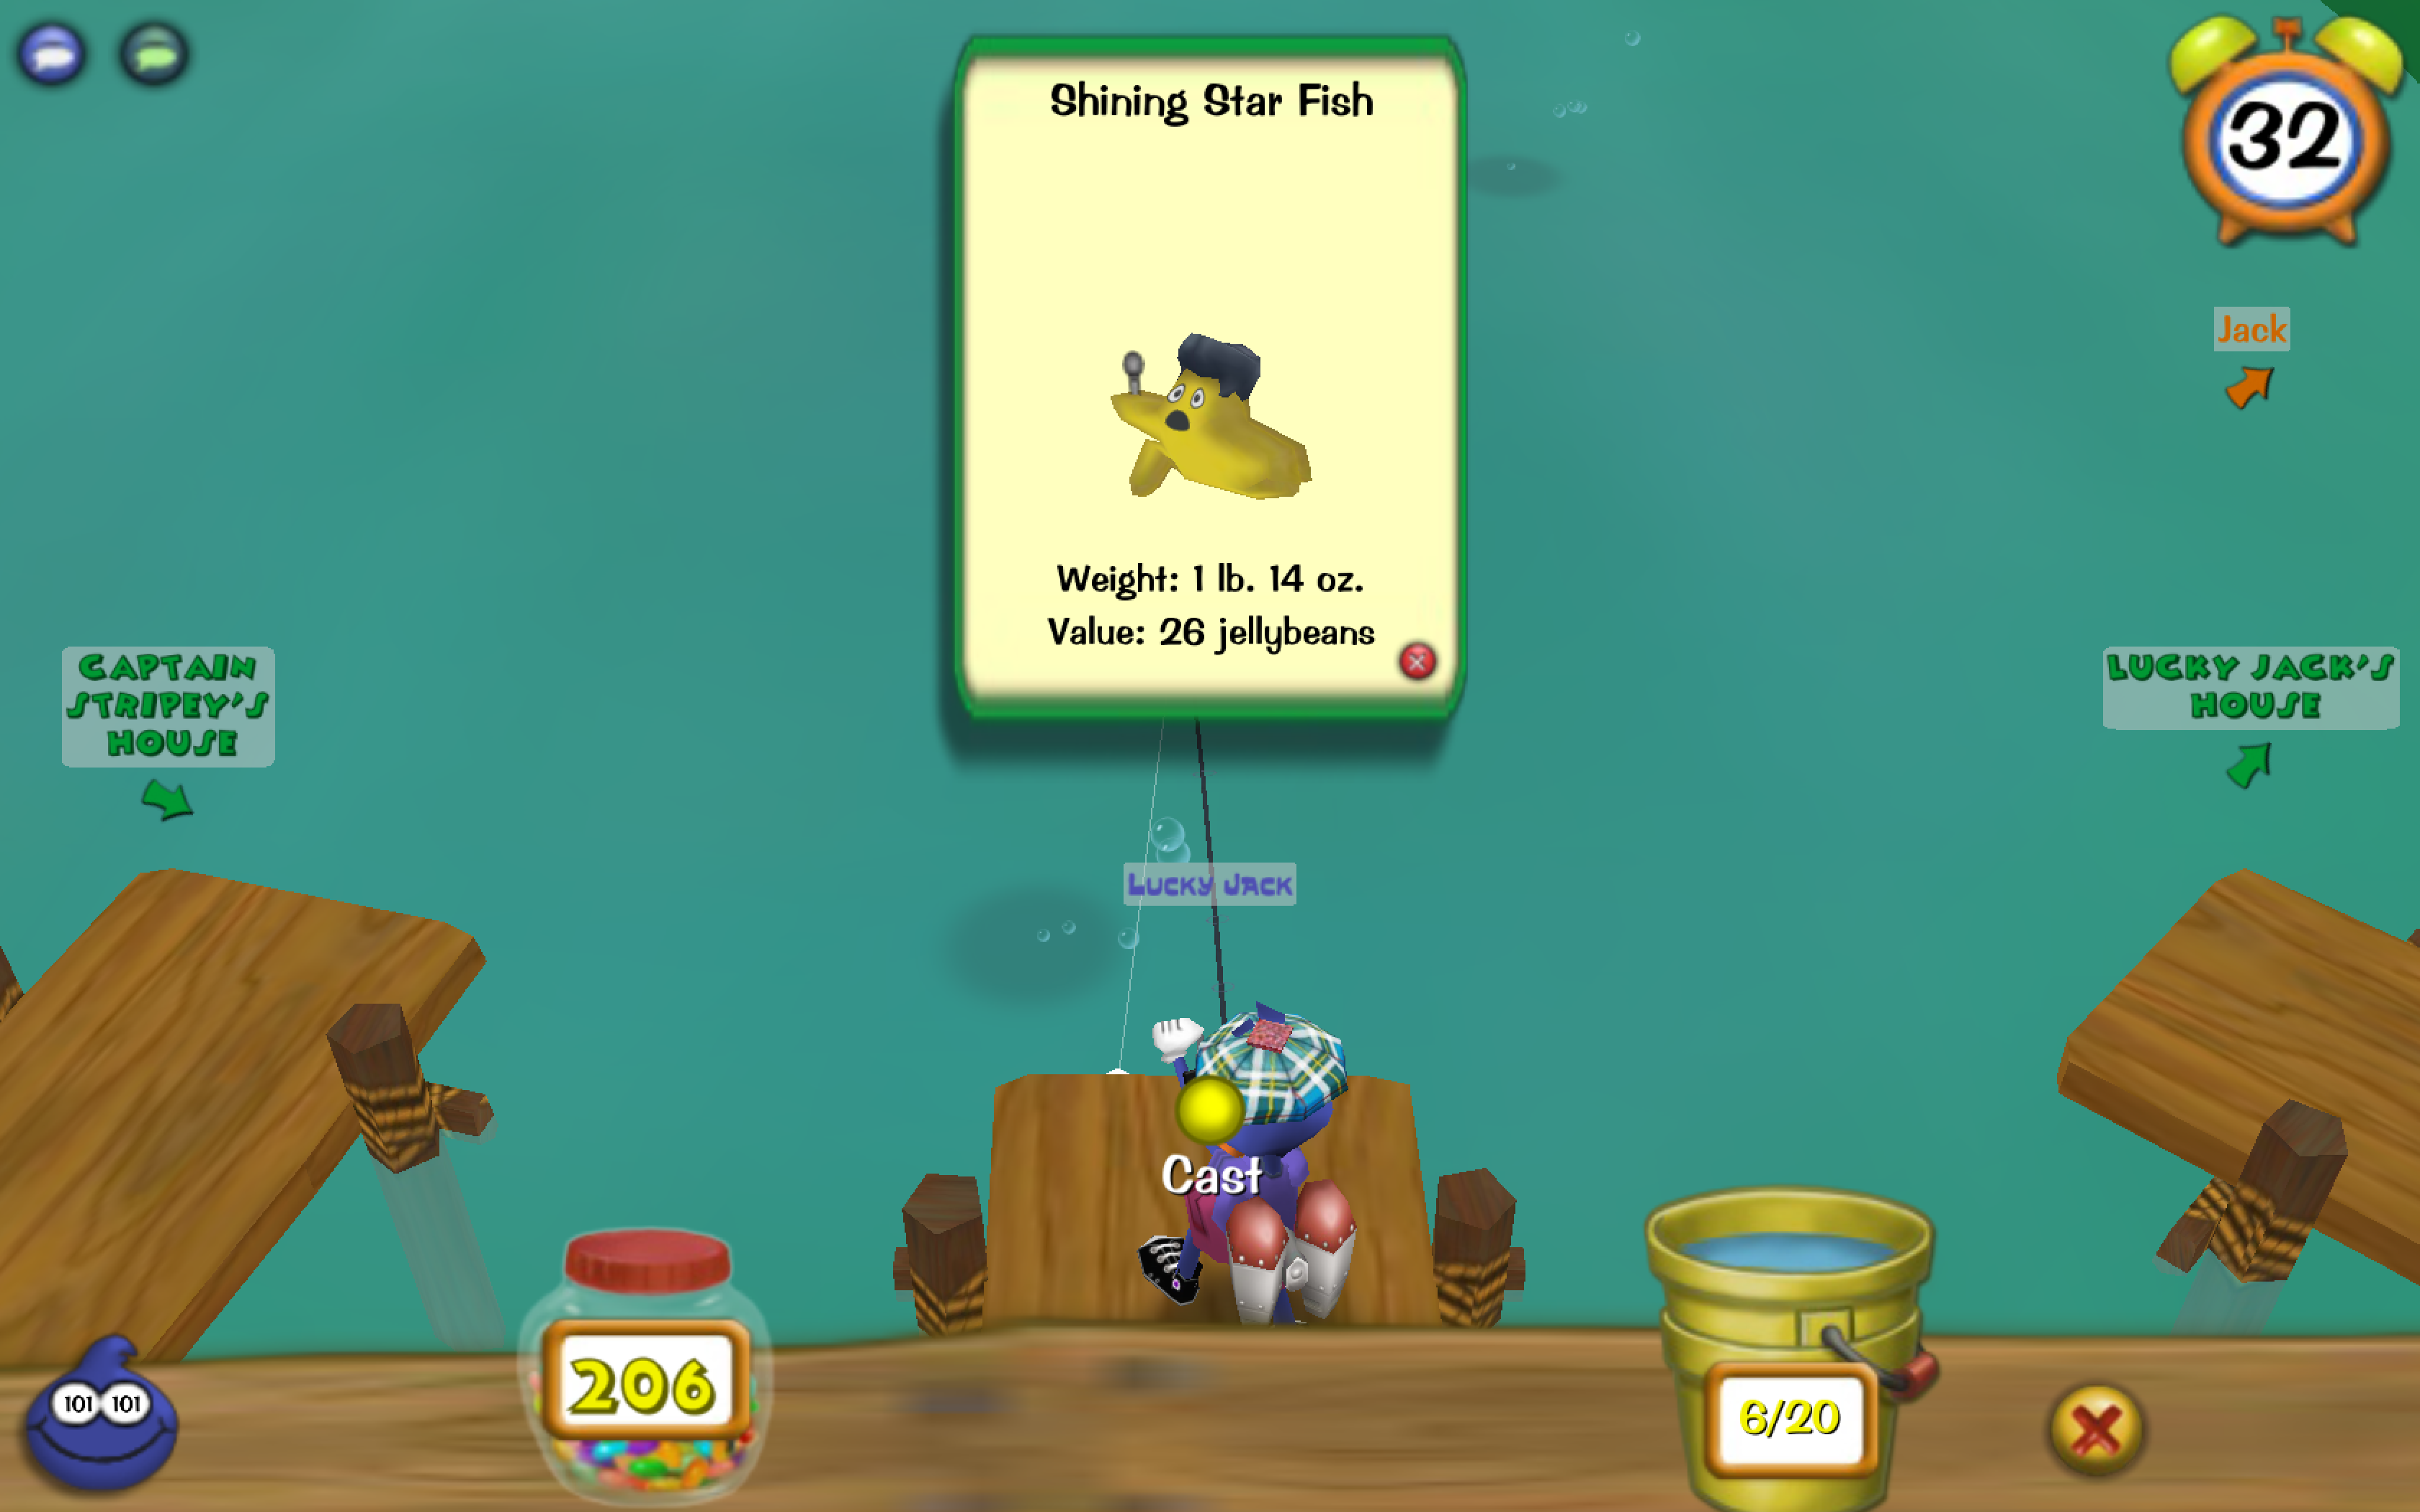 Shining Star Fish
32
Jack
Weight: 1 lb. 14 oz.
Value: 26 jellybeans
CAPTAIN
STRIPEY'S
HOUSE
LUCKY JACK'S
HOUSE
LUCKY JACK
Cast
206
101 101
6/20